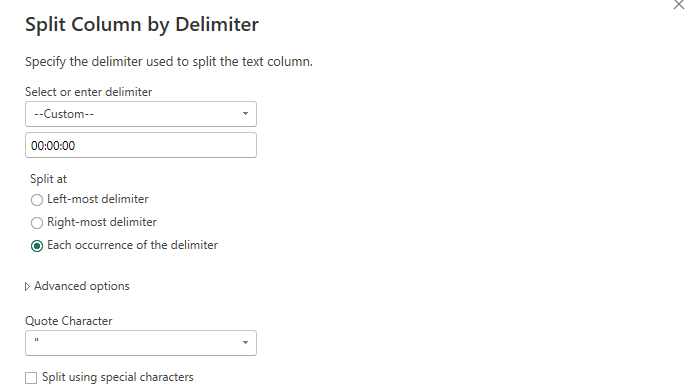 Split Column by Delimiter
Specify the delimiter used to split the text column.
Select or enter delimiter
--Custom--
00:00:00
Split at
Left-most delimiter
Right-most delimiter
Each occurrence of the delimiter
Advanced options
Quote Character
"
Split using special characters